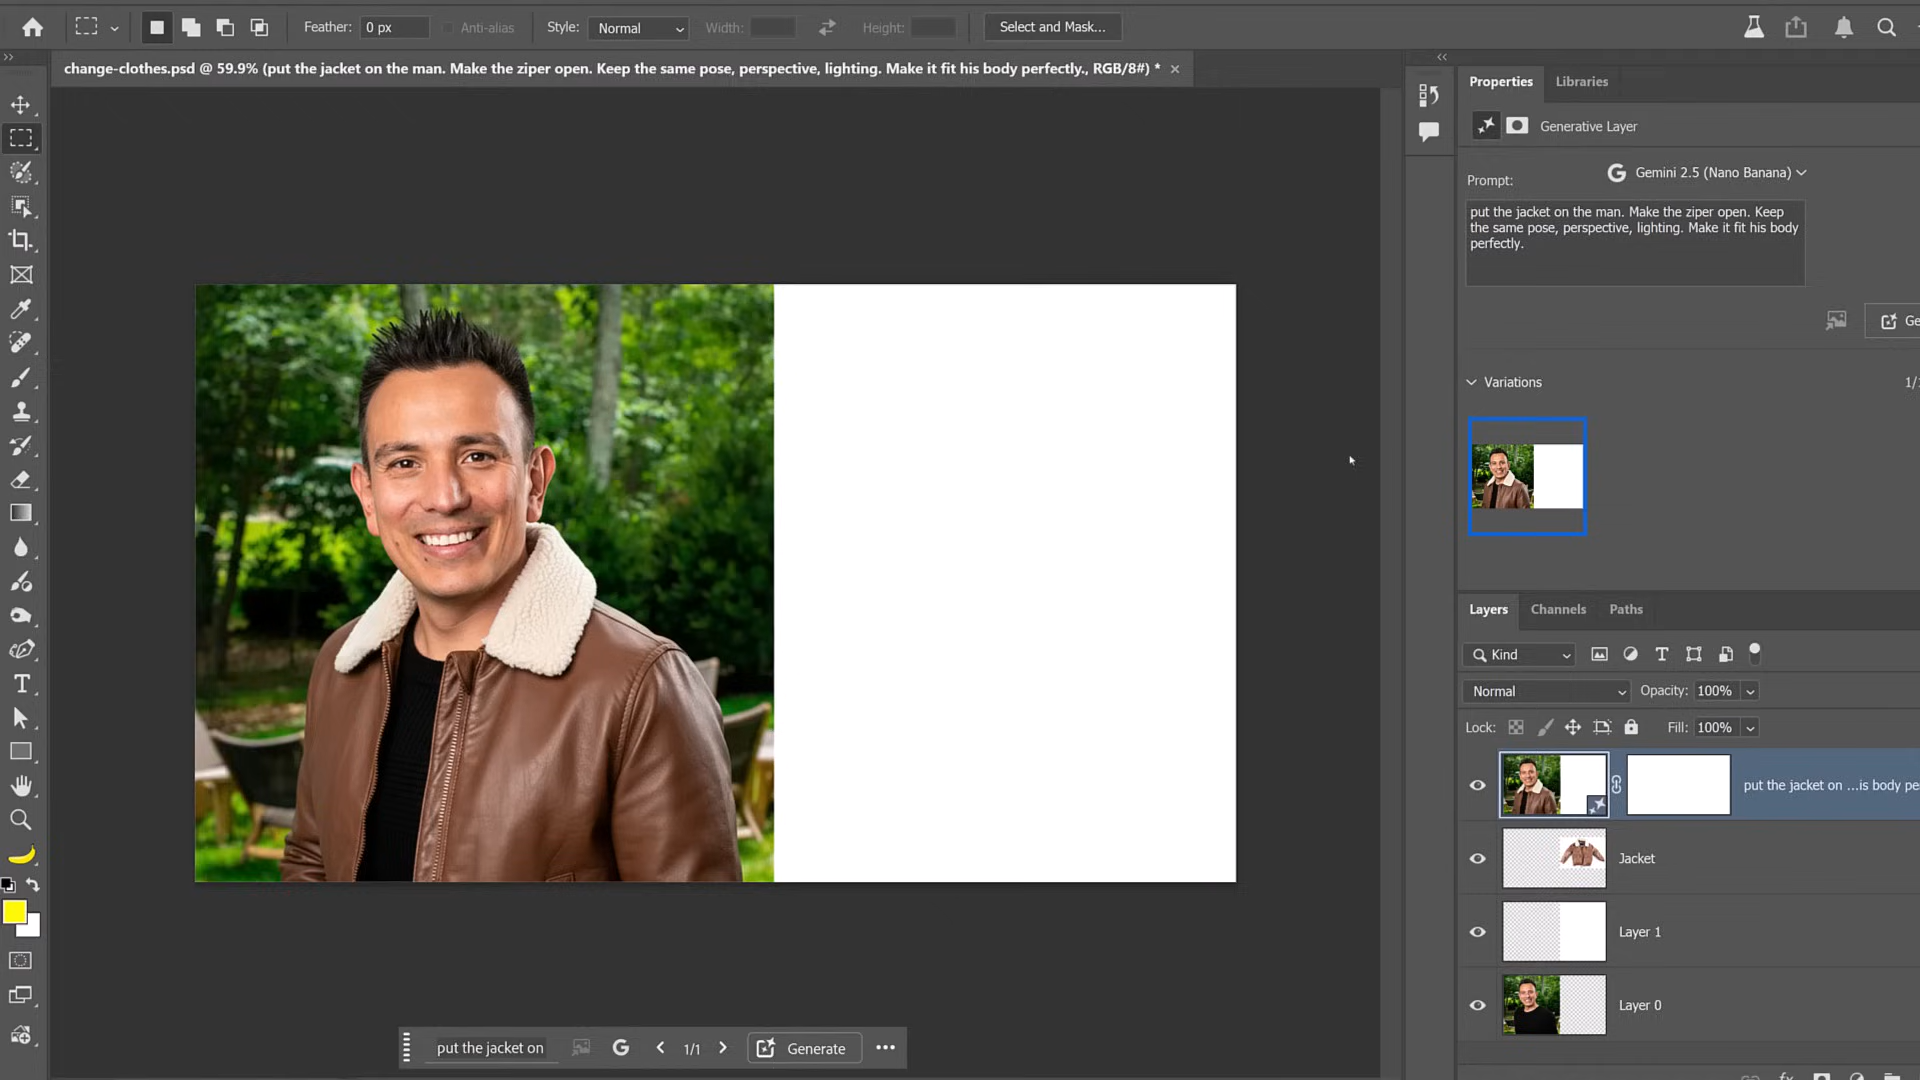 Feather: 0 px Anti-alias Style: Normal Width: Height: Select and Mask...
change-clothes.psd @ 59.9% (put the jacket on the man. Make the ziper open. Keep the same pose, perspective, lighting. Make it fit his body perfectly., RGB/8#) *
Properties Libraries
Generative Layer
Prompt: Gemini 2.5 (Nano Banana)
put the jacket on the man. Make the ziper open. Keep
the same pose, perspective, lighting. Make it fit his body
perfectly.
Ge
Variations 1/
Layers Channels Paths
Kind
Normal Opacity: 100%
Lock: Fill: 100%
put the jacket on ...is body pe
Jacket
Layer 1
Layer 0
put the jacket on 1/1 Generate